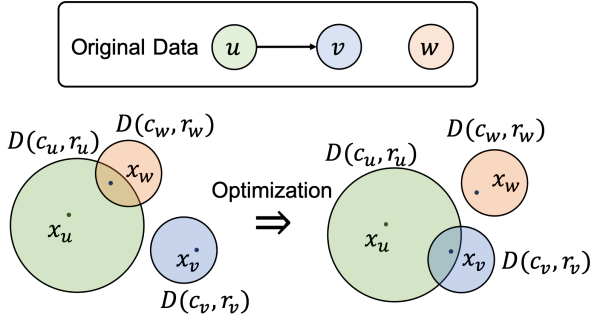 Original Data u v w
D(c_u, r_u)
D(c_w, r_w)
x_w
x_u
x_v
D(c_v, r_v)
Optimization
⇒
D(c_u, r_u)
D(c_w, r_w)
x_w
x_u
x_v
D(c_v, r_v)